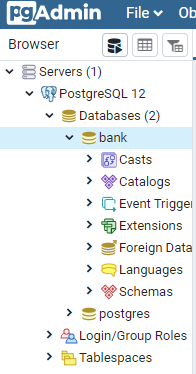 pgAdmin File Ob
Browser
Servers (1)
PostgreSQL 12
Databases (2)
bank
Casts
Catalogs
Event Trigger
Extensions
Foreign Data
Languages
Schemas
postgres
Login/Group Roles
Tablespaces